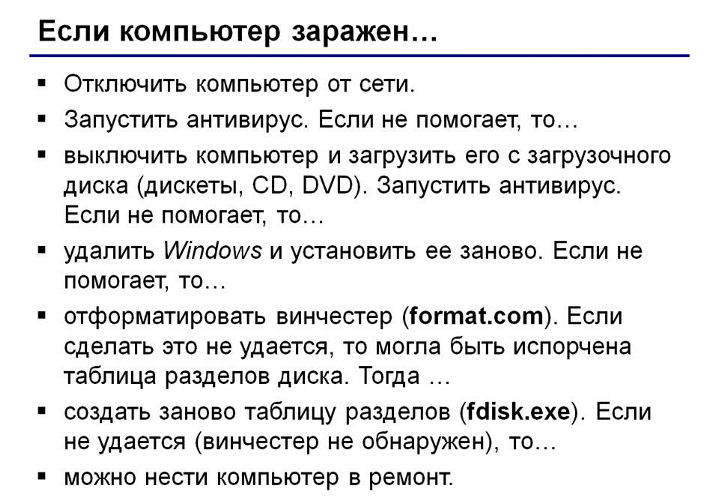 Если компьютер заражен…
▪ Отключить компьютер от сети.
▪ Запустить антивирус. Если не помогает, то…
▪ выключить компьютер и загрузить его с загрузочного
диска (дискеты, CD, DVD). Запустить антивирус.
Если не помогает, то…
▪ удалить Windows и установить ее заново. Если не
помогает, то…
▪ отформатировать винчестер (format.com). Если
сделать это не удается, то могла быть испорчена
таблица разделов диска. Тогда …
▪ создать заново таблицу разделов (fdisk.exe). Если
не удается (винчестер не обнаружен), то…
▪ можно нести компьютер в ремонт.